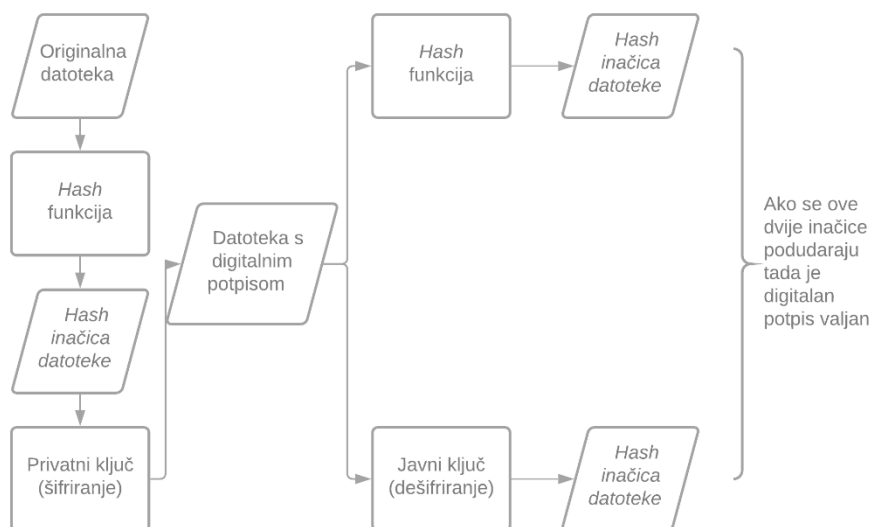 Originalna
datoteka
Hash
funkcija
Hash
inačica
datoteke
Privatni ključ
(šifriranje)
Datoteka s
digitalnim
potpisom
Hash
funkcija
Hash
inačica
datoteke
Javni ključ
(dešifriranje)
Hash
inačica
datoteke
Ako se ove
dvije inačice
podudaraju
tada je
digitalan
potpis valjan